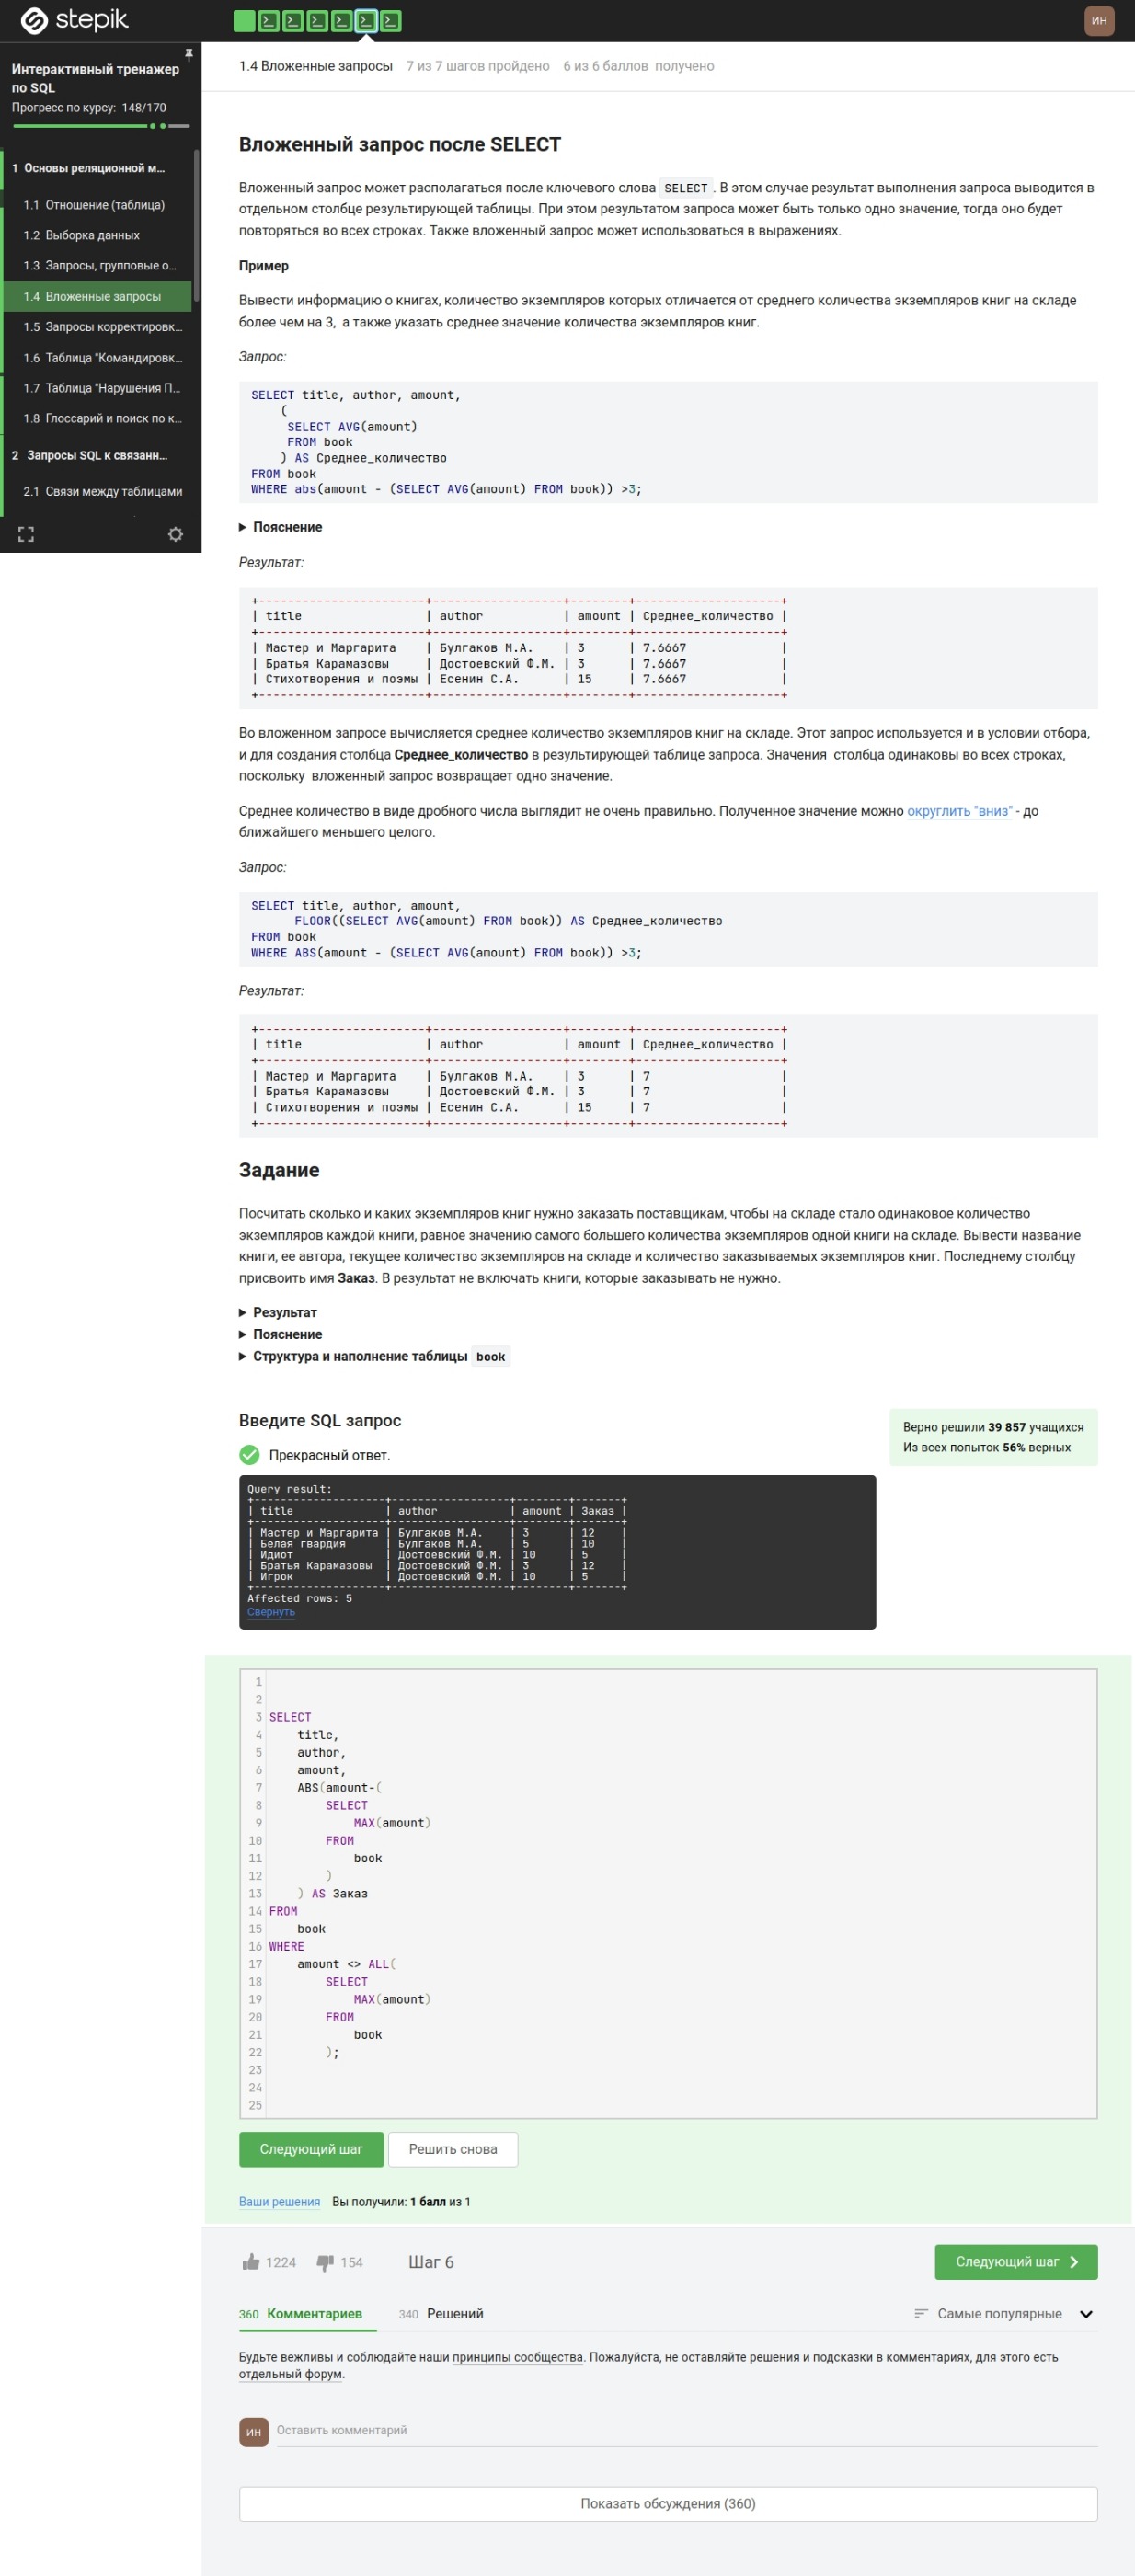 stepik
ИН
Интерактивный тренажер
по SQL
Прогресс по курсу: 148/170
1 Основы реляционной м...
1.1 Отношение (таблица)
1.2 Выборка данных
1.3 Запросы, групповые о...
1.4 Вложенные запросы
1.5 Запросы корректировк...
1.6 Таблица "Командировк...
1.7 Таблица "Нарушения П...
1.8 Глоссарий и поиск по к...
2 Запросы SQL к связанн...
2.1 Связи между таблицами
1.4 Вложенные запросы 7 из 7 шагов пройдено 6 из 6 баллов получено
Вложенный запрос после SELECT
Вложенный запрос может располагаться после ключевого слова SELECT . В этом случае результат выполнения запроса выводится в
отдельном столбце результирующей таблицы. При этом результатом запроса может быть только одно значение, тогда оно будет
повторяться во всех строках. Также вложенный запрос может использоваться в выражениях.
Пример
Вывести информацию о книгах, количество экземпляров которых отличается от среднего количества экземпляров книг на складе
более чем на 3,  а также указать среднее значение количества экземпляров книг.
Запрос:
SELECT title, author, amount,
    (
     SELECT AVG(amount)
     FROM book
    ) AS Среднее_количество
FROM book
WHERE abs(amount - (SELECT AVG(amount) FROM book)) >3;
▶ Пояснение
Результат:
+-----------------------+------------------+--------+--------------------+
| title                 | author           | amount | Среднее_количество |
+-----------------------+------------------+--------+--------------------+
| Мастер и Маргарита    | Булгаков М.А.    | 3      | 7.6667             |
| Братья Карамазовы     | Достоевский Ф.М. | 3      | 7.6667             |
| Стихотворения и поэмы | Есенин С.А.      | 15     | 7.6667             |
+-----------------------+------------------+--------+--------------------+
Во вложенном запросе вычисляется среднее количество экземпляров книг на складе. Этот запрос используется и в условии отбора,
и для создания столбца Среднее_количество в результирующей таблице запроса. Значения  столбца одинаковы во всех строках,
поскольку  вложенный запрос возвращает одно значение.
Среднее количество в виде дробного числа выглядит не очень правильно. Полученное значение можно округлить "вниз" - до
ближайшего меньшего целого.
Запрос:
SELECT title, author, amount,
      FLOOR((SELECT AVG(amount) FROM book)) AS Среднее_количество
FROM book
WHERE ABS(amount - (SELECT AVG(amount) FROM book)) >3;
Результат:
+-----------------------+------------------+--------+--------------------+
| title                 | author           | amount | Среднее_количество |
+-----------------------+------------------+--------+--------------------+
| Мастер и Маргарита    | Булгаков М.А.    | 3      | 7                  |
| Братья Карамазовы     | Достоевский Ф.М. | 3      | 7                  |
| Стихотворения и поэмы | Есенин С.А.      | 15     | 7                  |
+-----------------------+------------------+--------+--------------------+
Задание
Посчитать сколько и каких экземпляров книг нужно заказать поставщикам, чтобы на складе стало одинаковое количество
экземпляров каждой книги, равное значению самого большего количества экземпляров одной книги на складе. Вывести название
книги, ее автора, текущее количество экземпляров на складе и количество заказываемых экземпляров книг. Последнему столбцу
присвоить имя Заказ. В результат не включать книги, которые заказывать не нужно.
▶ Результат
▶ Пояснение
▶ Структура и наполнение таблицы book
Введите SQL запрос
Верно решили 39 857 учащихся
Из всех попыток 56% верных
Прекрасный ответ.
Query result:
+--------------------+------------------+--------+-------+
| title              | author           | amount | Заказ |
+--------------------+------------------+--------+-------+
| Мастер и Маргарита | Булгаков М.А.    | 3      | 12    |
| Белая гвардия      | Булгаков М.А.    | 5      | 10    |
| Идиот              | Достоевский Ф.М. | 10     | 5     |
| Братья Карамазовы  | Достоевский Ф.М. | 3      | 12    |
| Игрок              | Достоевский Ф.М. | 10     | 5     |
+--------------------+------------------+--------+-------+
Affected rows: 5
Свернуть
1
2
3 SELECT
4     title,
5     author,
6     amount,
7     ABS(amount-(
8         SELECT
9             MAX(amount)
10         FROM
11             book
12         )
13     ) AS Заказ
14 FROM
15     book
16 WHERE
17     amount <> ALL(
18         SELECT
19             MAX(amount)
20         FROM
21             book
22         );
23
24
25
Следующий шаг Решить снова
Ваши решения Вы получили: 1 балл из 1
1224 154 Шаг 6 Следующий шаг
360 Комментариев 340 Решений Самые популярные
Будьте вежливы и соблюдайте наши принципы сообщества. Пожалуйста, не оставляйте решения и подсказки в комментариях, для этого есть
отдельный форум.
ИН Оставить комментарий
Показать обсуждения (360)